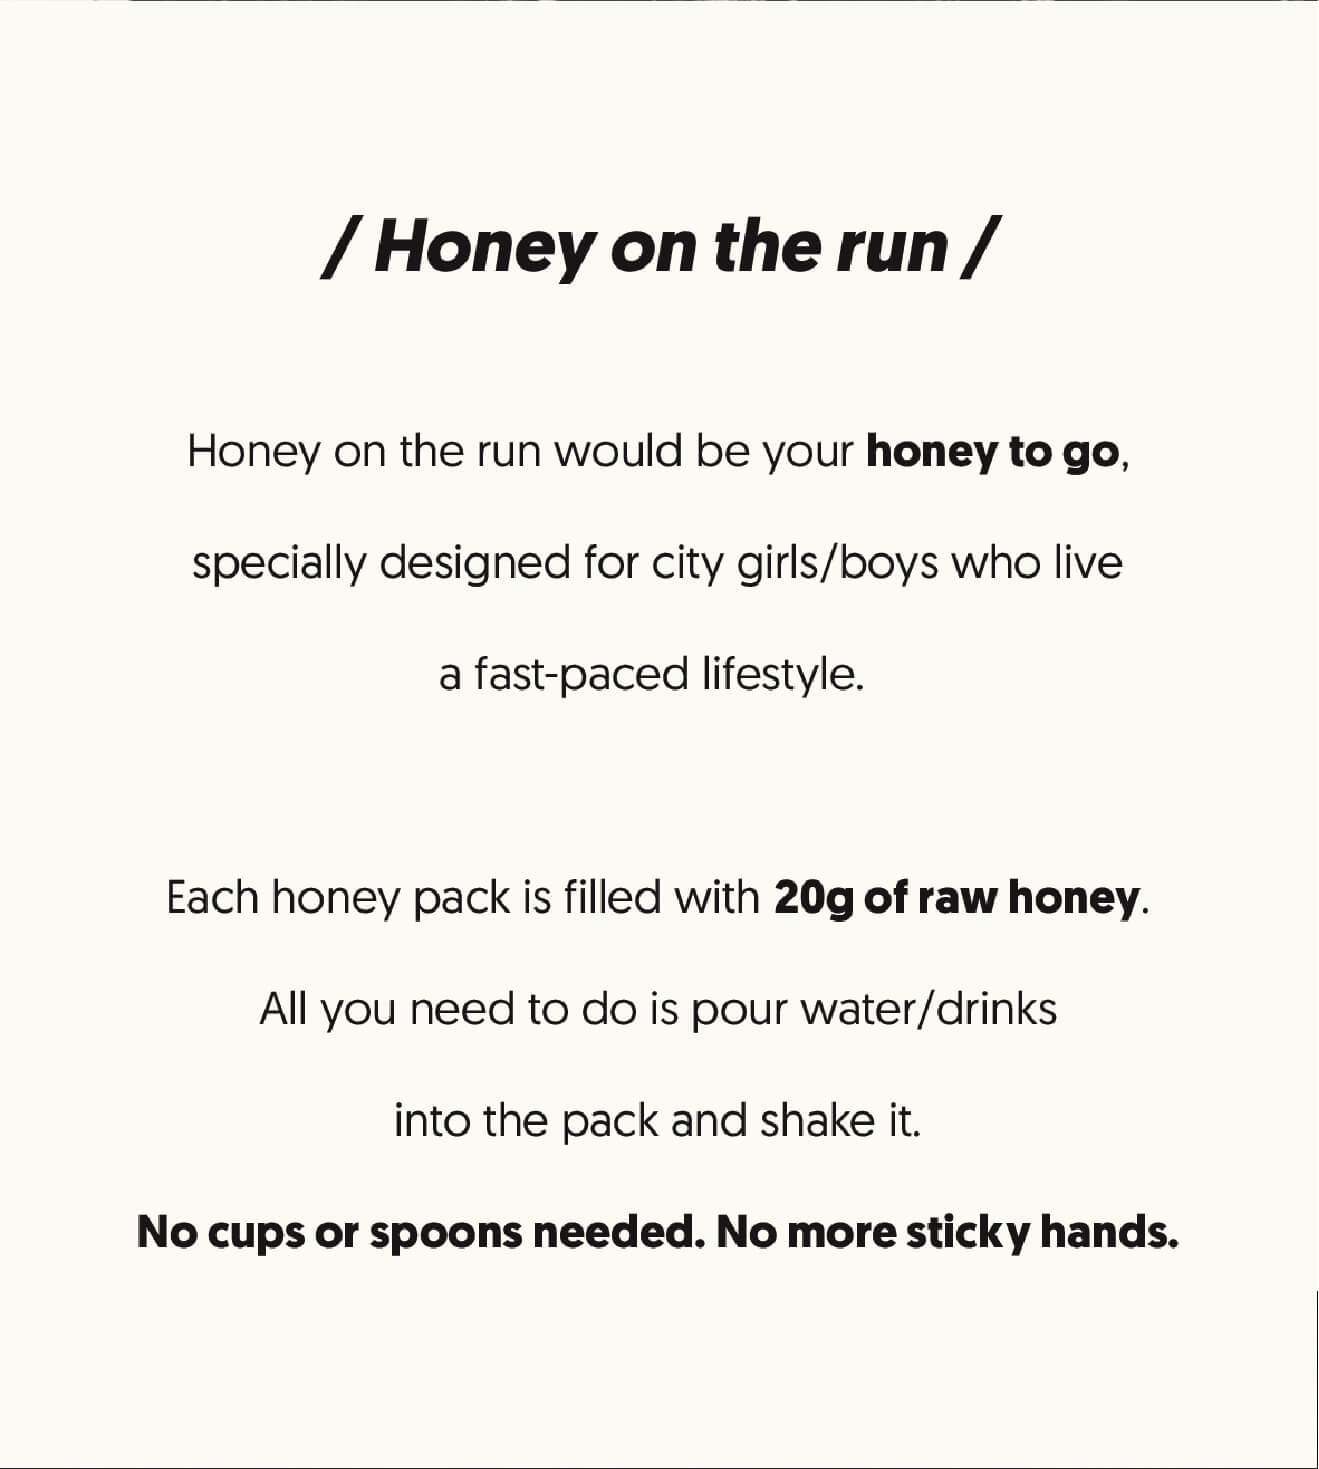 / Honey on the run /
Honey on the run would be your honey to go,
specially designed for city girls/boys who live
a fast-paced lifestyle.
Each honey pack is filled with 20g of raw honey.
All you need to do is pour water/drinks
into the pack and shake it.
No cups or spoons needed. No more sticky hands.